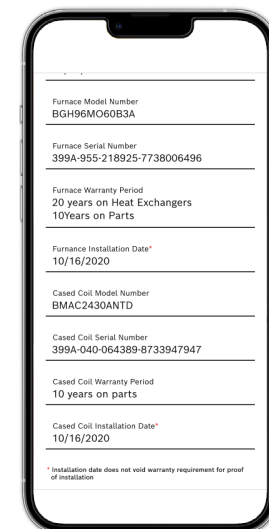 Furnace Model Number
BGH96MO60B3A
Furnace Serial Number
399A-955-218925-7738006496
Furnace Warranty Period
20 years on Heat Exchangers
10Years on Parts
Furnance Installation Date*
10/16/2020
Cased Coil Model Number
BMAC2430ANTD
Cased Coil Serial Number
399A-040-064389-8733947947
Cased Coil Warranty Period
10 years on parts
Cased Coil Installation Date*
10/16/2020
* Installation date does not void warranty requirement for proof
of installation